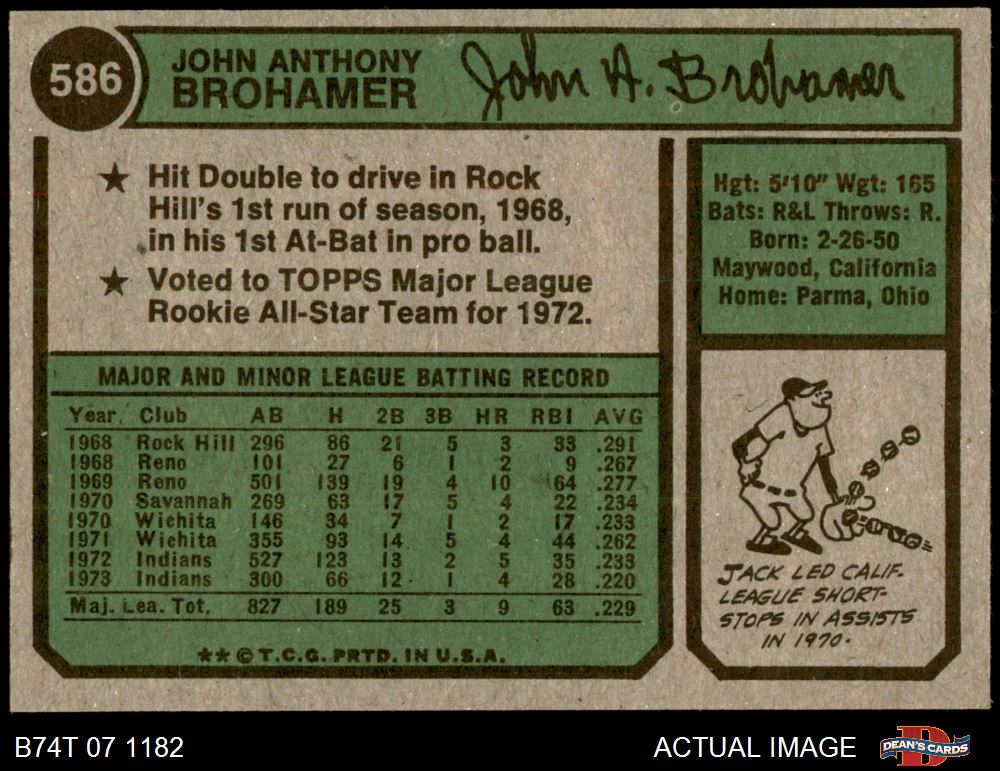 586
JOHN ANTHONY
BROHAMER
John A. Brohamer
★ Hit Double to drive in Rock
Hill's 1st run of season, 1968,
in his 1st At-Bat in pro ball.
★ Voted to TOPPS Major League
Rookie All-Star Team for 1972.
Hgt: 5'10" Wgt: 165
Bats: R&L Throws: R.
Born: 2-26-50
Maywood, California
Home: Parma, Ohio
MAJOR AND MINOR LEAGUE BATTING RECORD
Year. Club AB H 2B 3B HR RBI AVG
1968 Rock Hill 296 86 21 5 3 33 .291
1968 Reno 101 27 6 1 2 9 .267
1969 Reno 501 139 19 4 10 64 .277
1970 Savannah 269 63 17 5 4 22 .234
1970 Wichita 146 34 7 1 2 17 .233
1971 Wichita 355 93 14 5 4 44 .262
1972 Indians 527 123 13 2 5 35 .233
1973 Indians 300 66 12 1 4 28 .220
Maj. Lea. Tot. 827 189 25 3 9 63 .229
★★ © T.C.G. PRTD. IN U.S.A.
JACK LED CALIF.
LEAGUE SHORT-
STOPS IN ASSISTS
IN 1970.
B74T 07 1182
ACTUAL IMAGE
DEAN'S CARDS